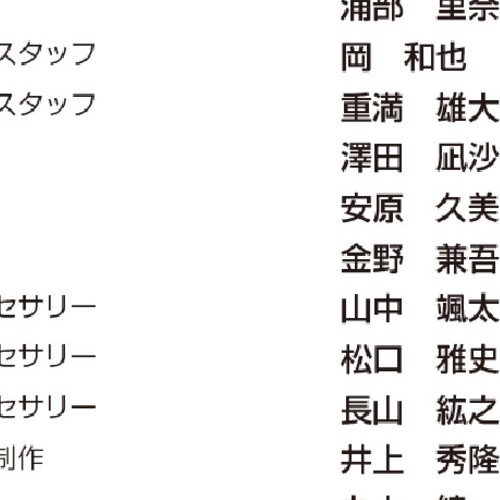 浦部　里奈
スタッフ　岡　和也
スタッフ　重満　雄大
澤田　凪沙
安原　久美
金野　兼吾
セサリー　山中　颯太
セサリー　松口　雅史
セサリー　長山　紘之
制作　井上　秀隆